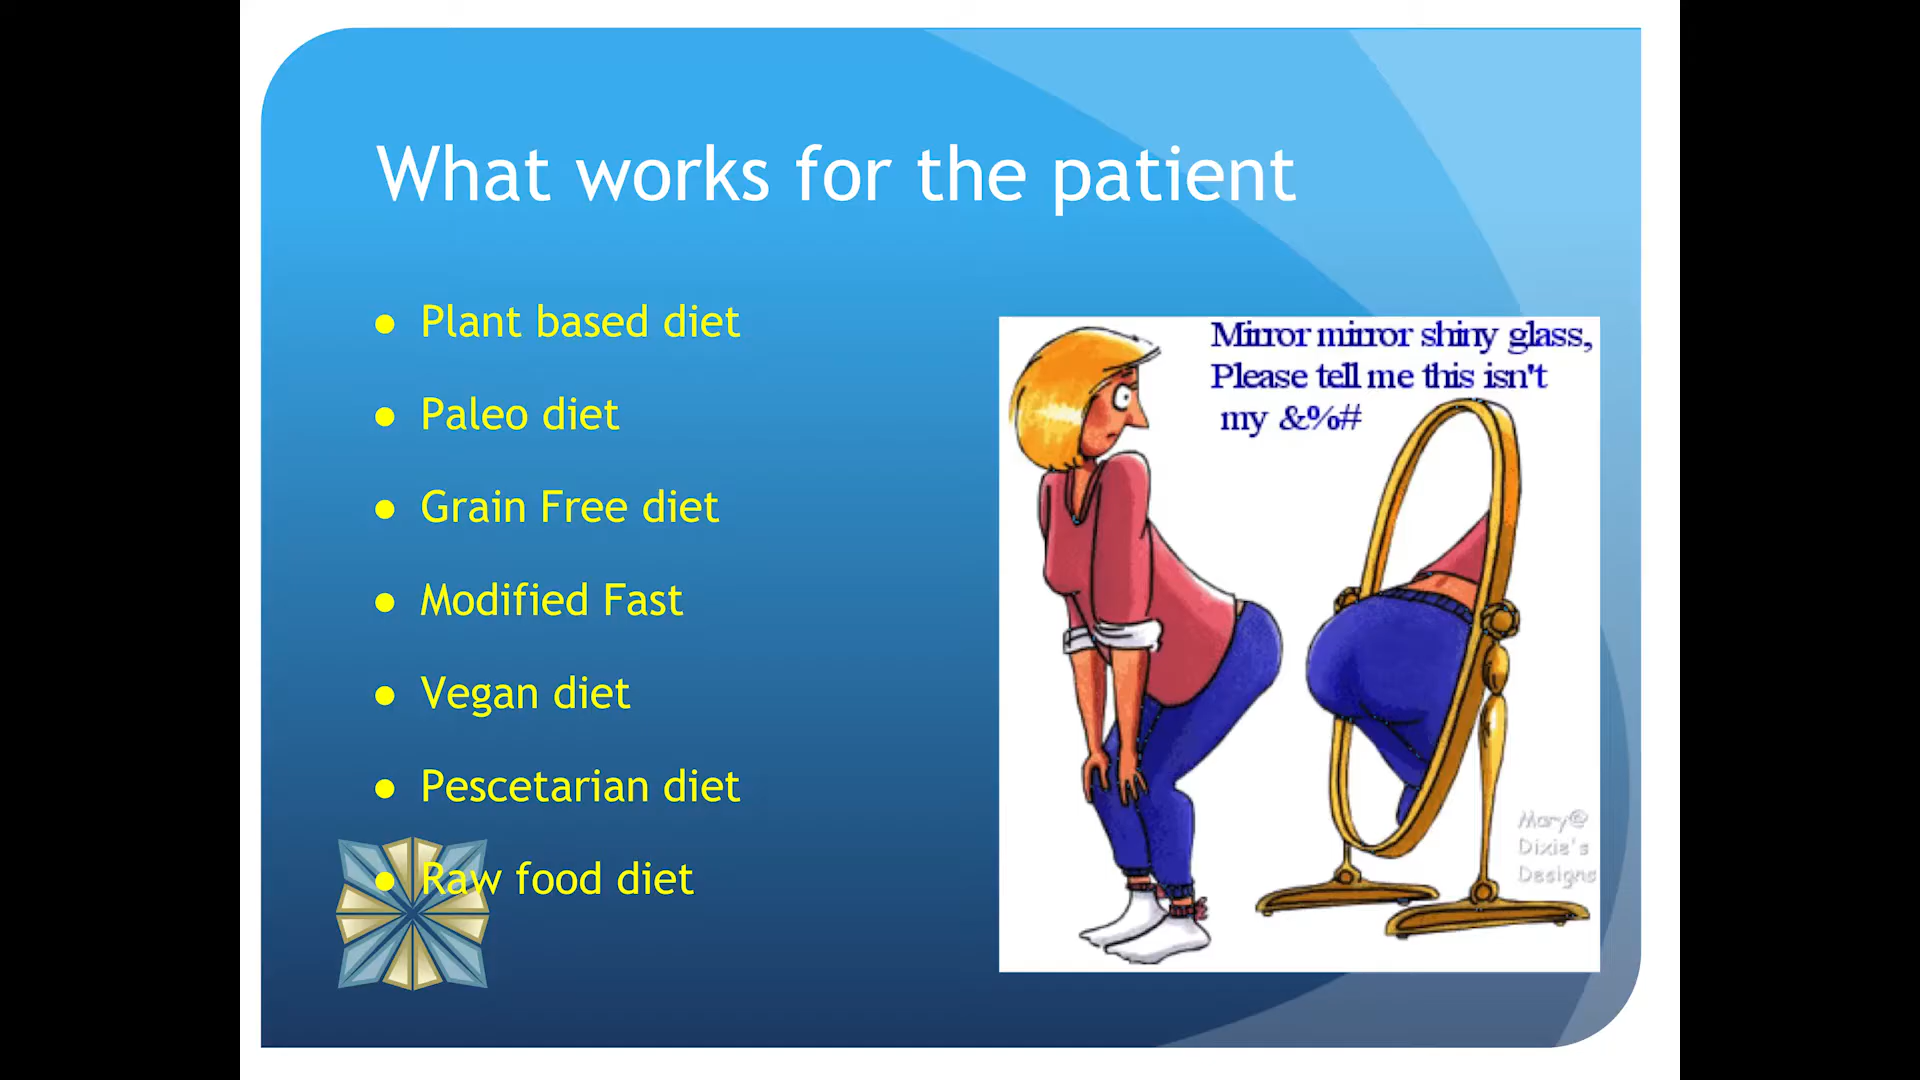 What works for the patient
Plant based diet
Paleo diet
Grain Free diet
Modified Fast
Vegan diet
Pescetarian diet
Raw food diet
Mirror mirror shiny glass,
Please tell me this isn't
my &%#
Mary@
Dixie's
Designs